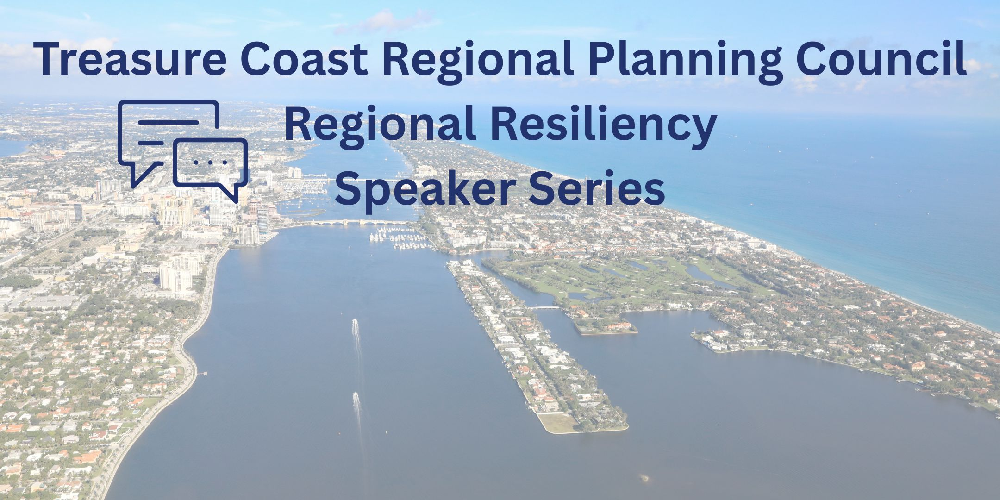 Treasure Coast Regional Planning Council
Regional Resiliency
Speaker Series